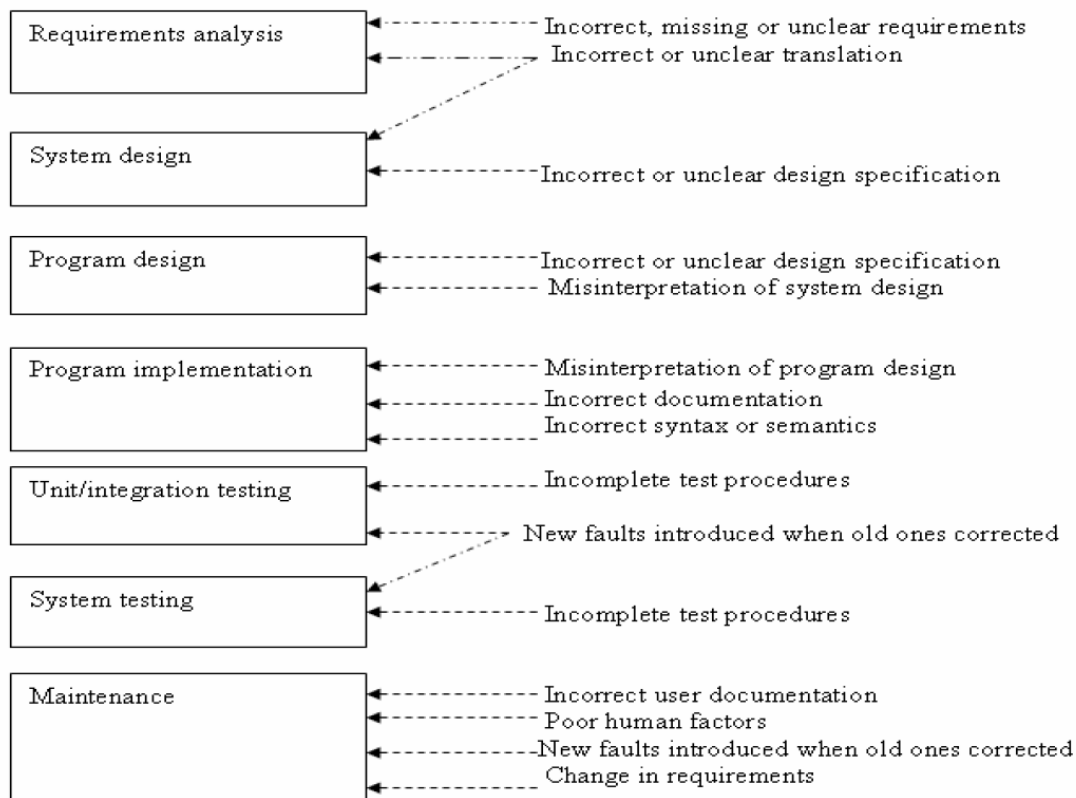 Requirements analysis
Incorrect, missing or unclear requirements
Incorrect or unclear translation
System design
Incorrect or unclear design specification
Program design
Incorrect or unclear design specification
Misinterpretation of system design
Program implementation
Misinterpretation of program design
Incorrect documentation
Incorrect syntax or semantics
Unit/integration testing
Incomplete test procedures
New faults introduced when old ones corrected
System testing
Incomplete test procedures
Maintenance
Incorrect user documentation
Poor human factors
New faults introduced when old ones corrected
Change in requirements